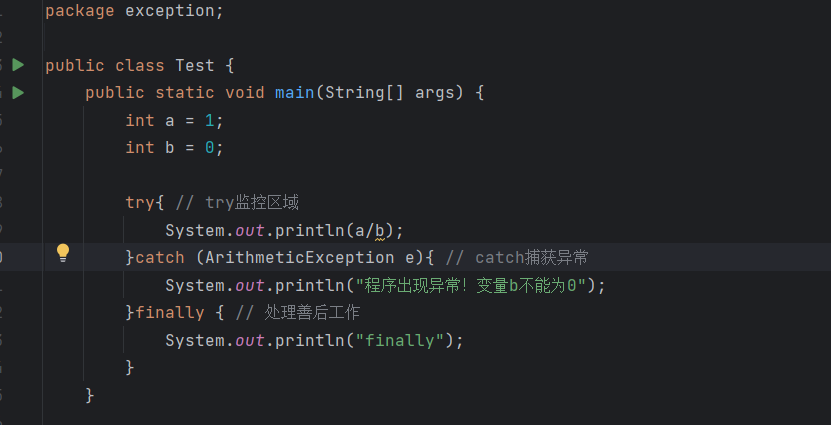 package exception;
public class Test {
public static void main(String[] args) {
int a = 1;
int b = 0;
try{ // try监控区域
System.out.println(a/b);
}catch (ArithmeticException e){ // catch捕获异常
System.out.println("程序出现异常！变量b不能为0");
}finally { // 处理善后工作
System.out.println("finally");
}
}